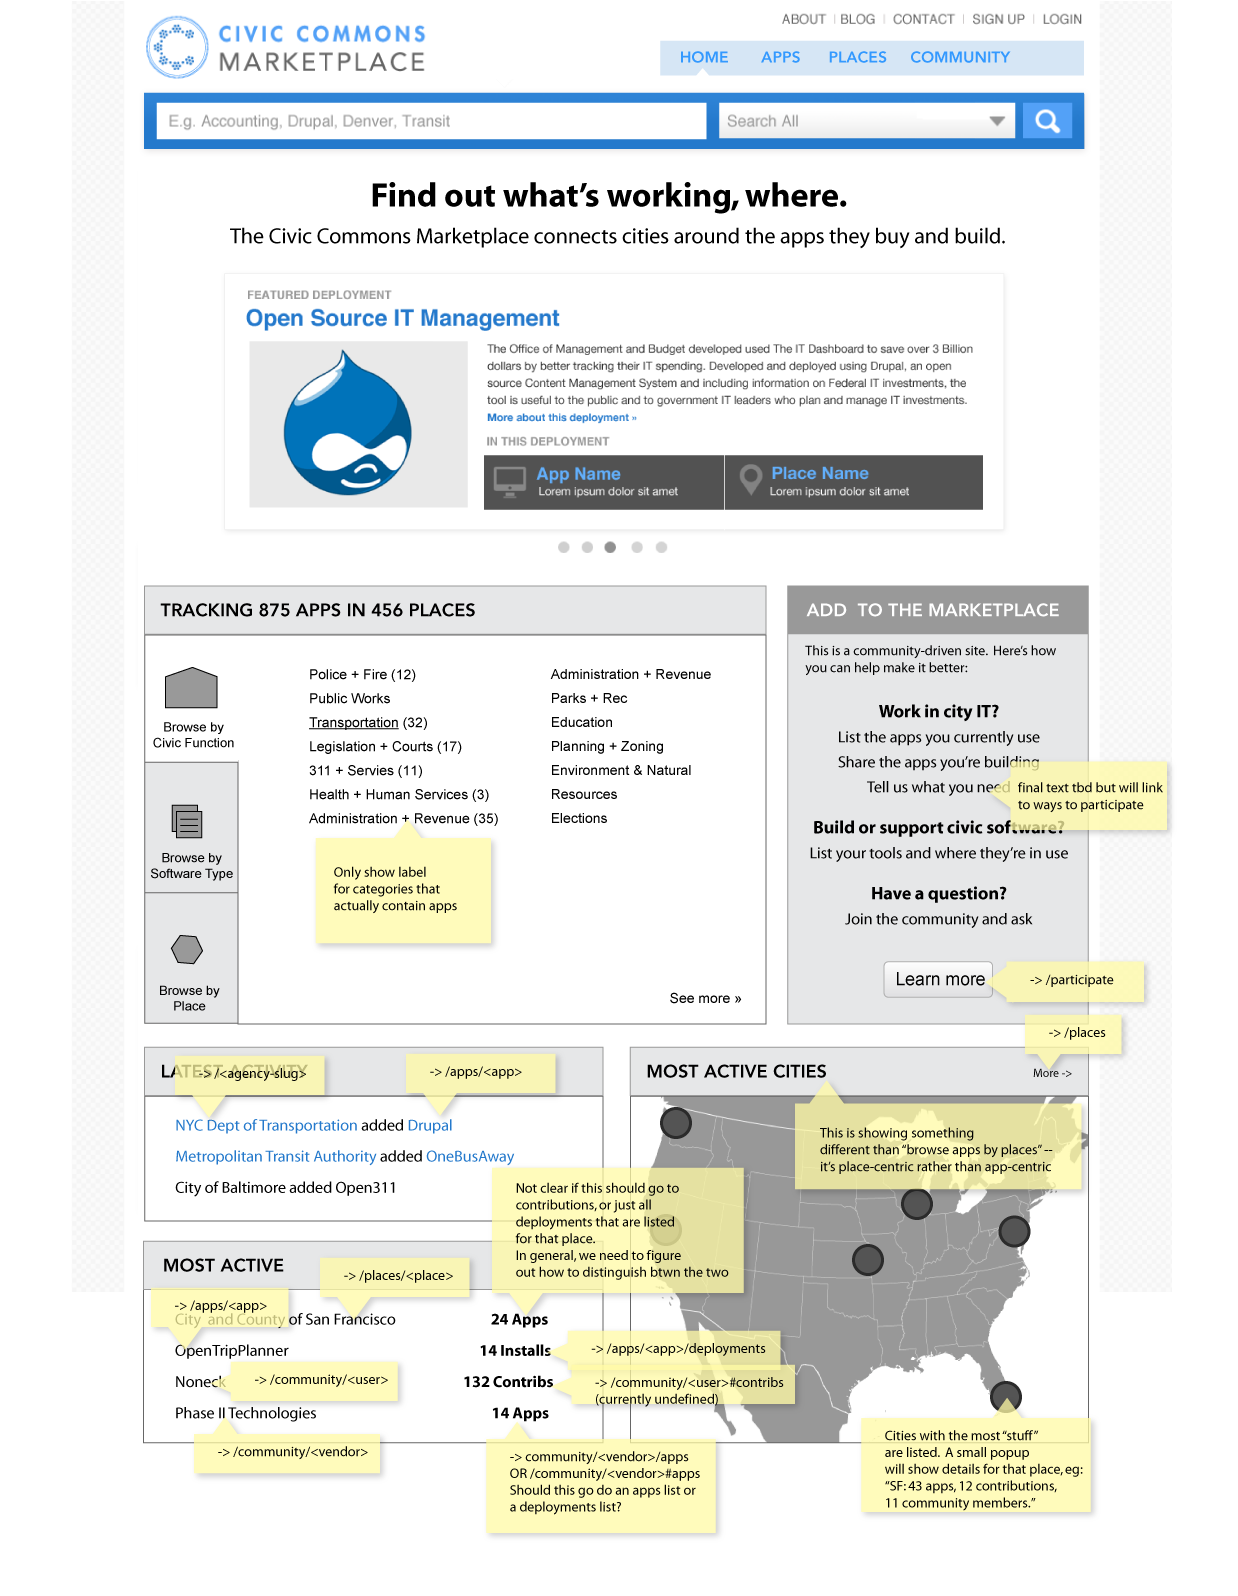 CIVIC COMMONS
MARKETPLACE
ABOUT | BLOG | CONTACT | SIGN UP | LOGIN
HOME APPS PLACES COMMUNITY
E.g. Accounting, Drupal, Denver, Transit
Search All
Find out what's working, where.
The Civic Commons Marketplace connects cities around the apps they buy and build.
FEATURED DEPLOYMENT
Open Source IT Management
The Office of Management and Budget developed used The IT Dashboard to save over 3 Billion
dollars by better tracking their IT spending. Developed and deployed using Drupal, an open
source Content Management System and including information on Federal IT investments, the
tool is useful to the public and to government IT leaders who plan and manage IT investments.
More about this deployment »
IN THIS DEPLOYMENT
App Name
Lorem ipsum dolor sit amet
Place Name
Lorem ipsum dolor sit amet
TRACKING 875 APPS IN 456 PLACES
Browse by
Civic Function
Browse by
Software Type
Browse by
Place
Police + Fire (12)
Public Works
Transportation (32)
Legislation + Courts (17)
311 + Servies (11)
Health + Human Services (3)
Administration + Revenue (35)
Administration + Revenue
Parks + Rec
Education
Planning + Zoning
Environment & Natural
Resources
Elections
Only show label
for categories that
actually contain apps
See more »
ADD TO THE MARKETPLACE
This is a community-driven site. Here's how
you can help make it better:
Work in city IT?
List the apps you currently use
Share the apps you're building
Tell us what you need
final text tbd but will link
to ways to participate
Build or support civic software?
List your tools and where they're in use
Have a question?
Join the community and ask
Learn more
-> /participate
-> /places
LATEST ACTIVITY
-> /<agency-slug>
-> /apps/<app>
NYC Dept of Transportation added Drupal
Metropolitan Transit Authority added OneBusAway
City of Baltimore added Open311
Not clear if this should go to
contributions, or just all
deployments that are listed
for that place.
In general, we need to figure
out how to distinguish btwn the two
MOST ACTIVE CITIES
More ->
This is showing something
different than "browse apps by places" --
it's place-centric rather than app-centric
MOST ACTIVE
-> /places/<place>
-> /apps/<app>
City and County of San Francisco 24 Apps
OpenTripPlanner 14 Installs
-> /apps/<app>/deployments
Noneck 132 Contribs
-> /community/<user>
-> /community/<user>#contribs
(currently undefined)
Phase II Technologies 14 Apps
-> /community/<vendor>
-> community/<vendor>/apps
OR /community/<vendor>#apps
Should this go do an apps list or
a deployments list?
Cities with the most "stuff"
are listed. A small popup
will show details for that place, eg:
"SF: 43 apps, 12 contributions,
11 community members."